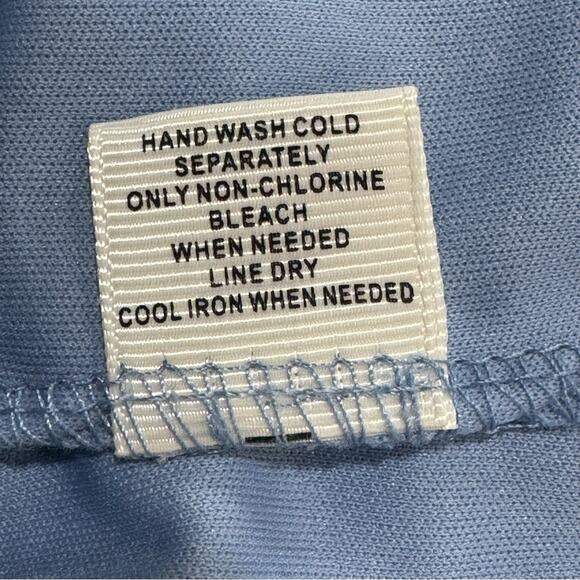 HAND WASH COLD
SEPARATELY
ONLY NON-CHLORINE
BLEACH
WHEN NEEDED
LINE DRY
COOL IRON WHEN NEEDED